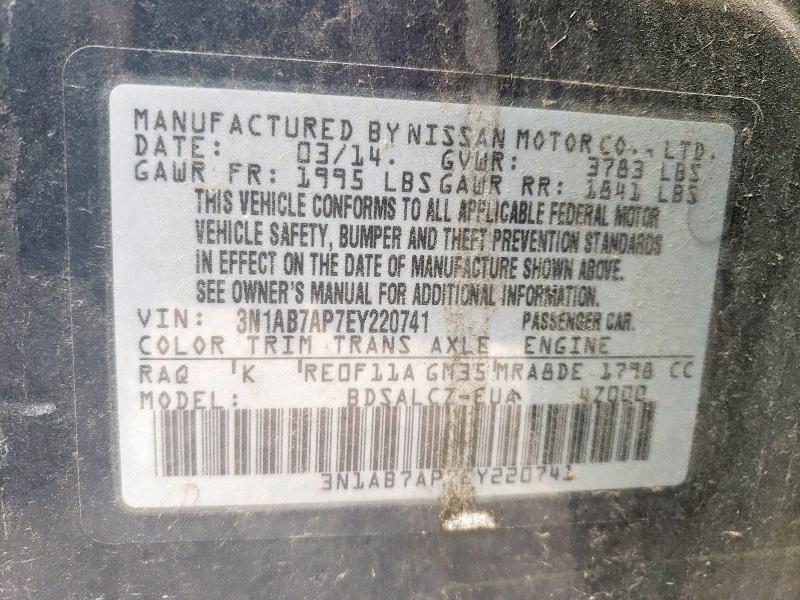 MANUFACTURED BY NISSAN MOTOR CO., LTD.
DATE: 03/14. GVWR: 3783 LBS
GAWR FR: 1995 LBS GAWR RR: 1841 LBS
THIS VEHICLE CONFORMS TO ALL APPLICABLE FEDERAL MOTOR
VEHICLE SAFETY, BUMPER AND THEFT PREVENTION STANDARDS
IN EFFECT ON THE DATE OF MANUFACTURE SHOWN ABOVE.
SEE OWNER'S MANUAL FOR ADDITIONAL INFORMATION.
VIN: 3N1AB7AP7EY220741 PASSENGER CAR.
COLOR TRIM TRANS AXLE ENGINE
RAQ K RE0F11A GM35 MRA8DE 1798 CC
MODEL: BDSALCZ-EUA 4Z000
3N1AB7AP7EY220741